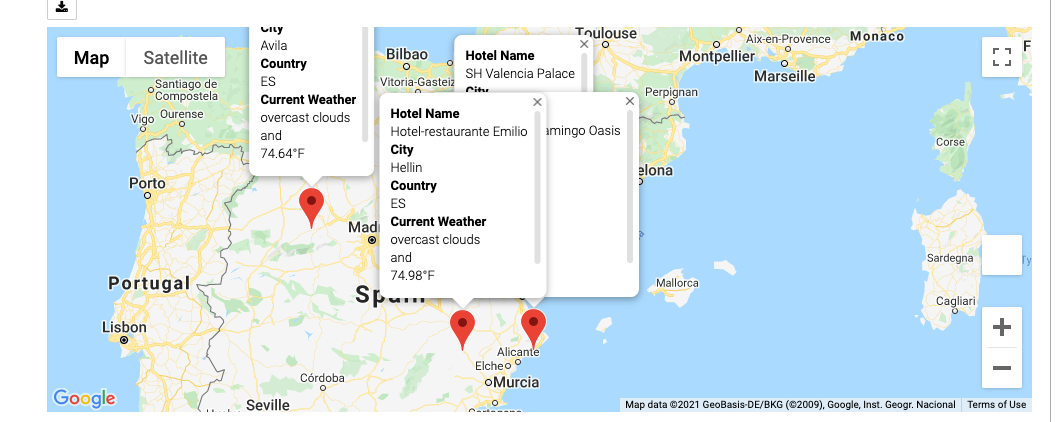 Map
Satellite
City
Avila
Country
ES
Current Weather
overcast clouds
and
74.64°F
Hotel Name
SH Valencia Palace
City
Hotel Name
Hotel-restaurante Emilio
City
Hellin
Country
ES
Current Weather
overcast clouds
and
74.98°F
amingo Oasis
Bilbao
Vitoria-Gasteiz
Toulouse
Montpellier
Aix-en-Provence
Marseille
Monaco
Perpignan
Santiago de
Compostela
Vigo
Ourense
Porto
Portugal
Lisbon
Madr
Spain
elona
Corse
Sardegna
Cagliari
Mallorca
Ty
Alicante
Elche
Murcia
Cartagena
Córdoba
Seville
Huelva
Google
Map data ©2021 GeoBasis-DE/BKG (©2009), Google, Inst. Geogr. Nacional
Terms of Use